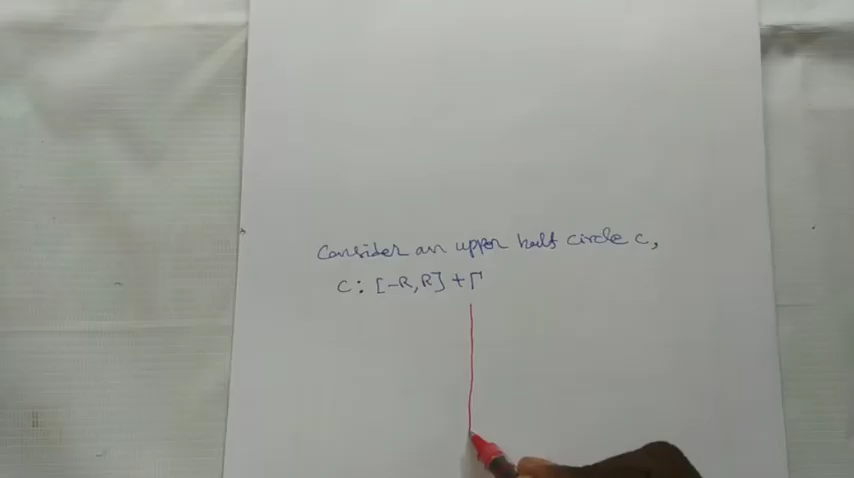 Consider an upper half circle C,
C: [-R, R] + Γ